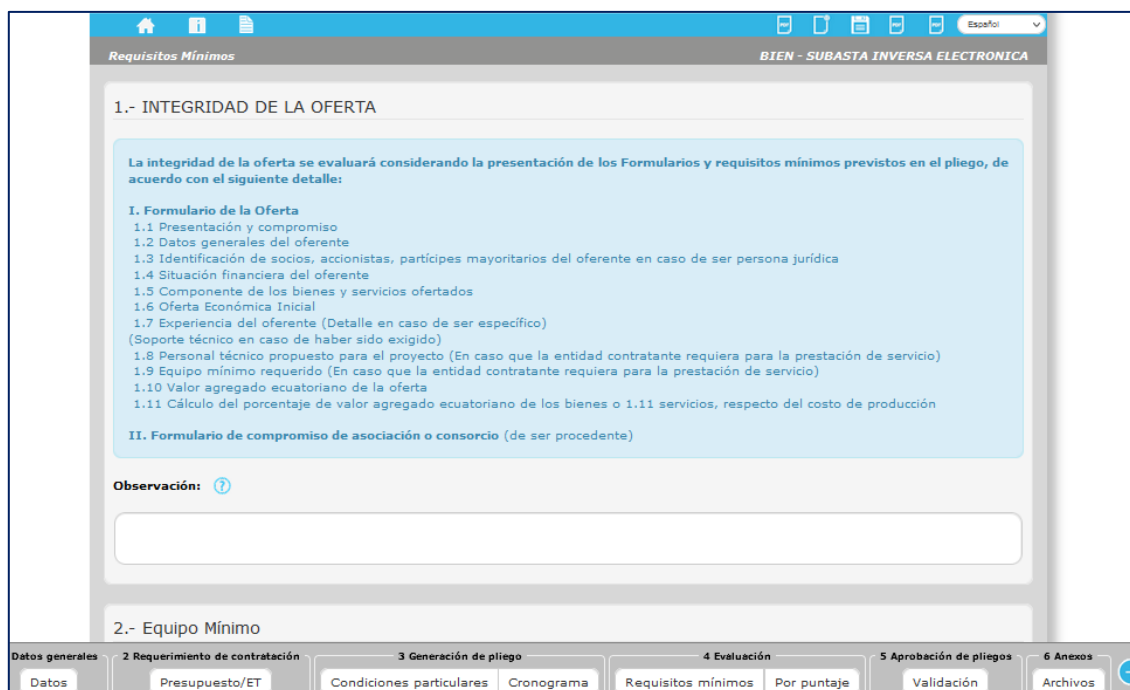 Español
Requisitos Mínimos
BIEN - SUBASTA INVERSA ELECTRONICA
1.- INTEGRIDAD DE LA OFERTA
La integridad de la oferta se evaluará considerando la presentación de los Formularios y requisitos mínimos previstos en el pliego, de
acuerdo con el siguiente detalle:
I. Formulario de la Oferta
1.1 Presentación y compromiso
1.2 Datos generales del oferente
1.3 Identificación de socios, accionistas, partícipes mayoritarios del oferente en caso de ser persona jurídica
1.4 Situación financiera del oferente
1.5 Componente de los bienes y servicios ofertados
1.6 Oferta Económica Inicial
1.7 Experiencia del oferente (Detalle en caso de ser específico)
(Soporte técnico en caso de haber sido exigido)
1.8 Personal técnico propuesto para el proyecto (En caso que la entidad contratante requiera para la prestación de servicio)
1.9 Equipo mínimo requerido (En caso que la entidad contratante requiera para la prestación de servicio)
1.10 Valor agregado ecuatoriano de la oferta
1.11 Cálculo del porcentaje de valor agregado ecuatoriano de los bienes o 1.11 servicios, respecto del costo de producción
II. Formulario de compromiso de asociación o consorcio (de ser procedente)
Observación: ?
2.- Equipo Mínimo
Datos generales 2 Requerimiento de contratación 3 Generación de pliego 4 Evaluación 5 Aprobación de pliegos 6 Anexos
Datos Presupuesto/ET Condiciones particulares Cronograma Requisitos mínimos Por puntaje Validación Archivos